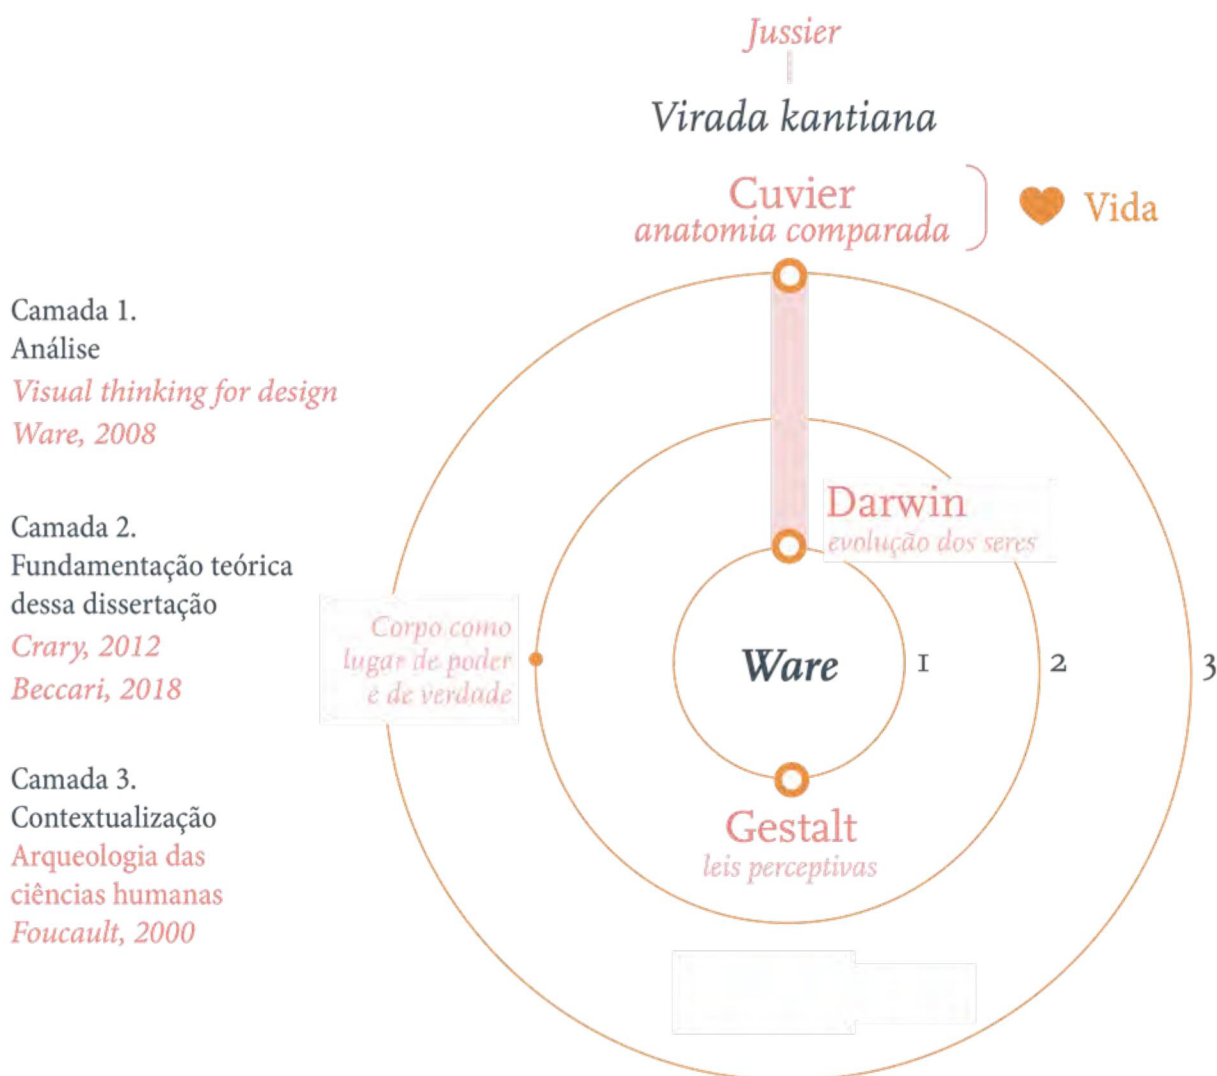 Jussier
Virada kantiana
Cuvier
anatomia comparada
Vida
Camada 1.
Análise
Visual thinking for design
Ware, 2008
Camada 2.
Fundamentação teórica
dessa dissertação
Crary, 2012
Beccari, 2018
Camada 3.
Contextualização
Arqueologia das
ciências humanas
Foucault, 2000
Darwin
evolução dos seres
Corpo como
lugar de poder
e de verdade
Ware
1
2
3
Gestalt
leis perceptivas